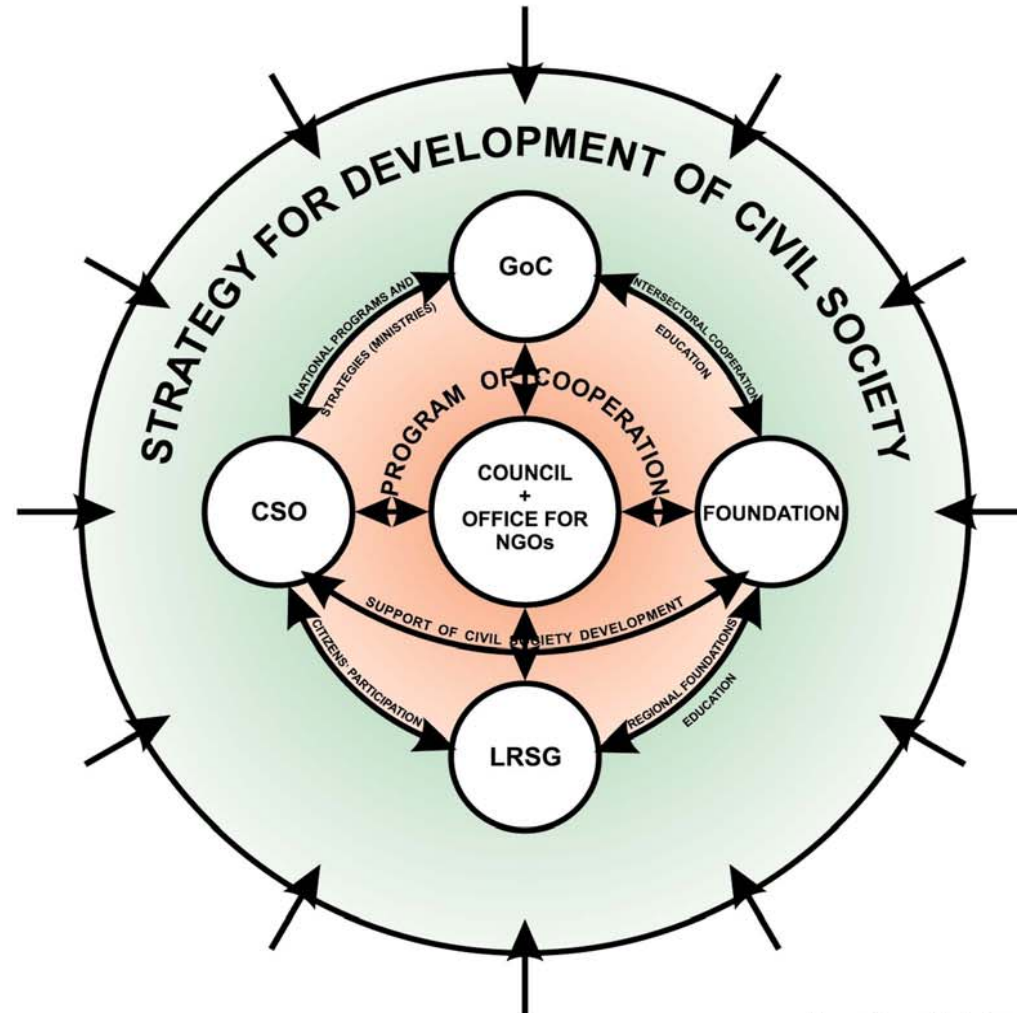 STRATEGY FOR DEVELOPMENT OF CIVIL SOCIETY
GoC
NATIONAL PROGRAMS AND
STRATEGIES (MINISTRIES)
INTERSECTORAL COOPERATION
EDUCATION
PROGRAM OF COOPERATION
CSO
COUNCIL
+
OFFICE FOR
NGOs
FOUNDATION
SUPPORT OF CIVIL SOCIETY DEVELOPMENT
CITIZENS' PARTICIPATION
REGIONAL FOUNDATIONS
EDUCATION
LRSG